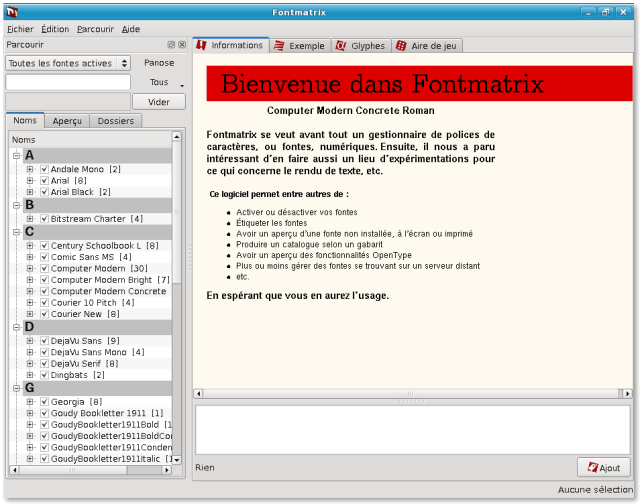 Fontmatrix
Fichier Édition Parcourir Aide
Parcourir
Toutes les fontes actives
Panose
Tous
Vider
Noms Aperçu Dossiers
Noms
A
Andale Mono [2]
Arial [8]
Arial Black [2]
B
Bitstream Charter [4]
C
Century Schoolbook L [8]
Comic Sans MS [4]
Computer Modern [30]
Computer Modern Bright [7]
Computer Modern Concrete
Courier 10 Pitch [4]
Courier New [8]
D
DejaVu Sans [9]
DejaVu Sans Mono [4]
DejaVu Serif [8]
Dingbats [2]
G
Georgia [8]
Goudy Bookletter 1911 [1]
GoudyBookletter1911Bold [1
GoudyBookletter1911BoldCo
GoudyBookletter1911Conden
GoudyBookletter1911Italic [1
Informations Exemple Glyphes Aire de jeu
Bienvenue dans Fontmatrix
Computer Modern Concrete Roman
Fontmatrix se veut avant tout un gestionnaire de polices de
caractères, ou fontes, numériques. Ensuite, il nous a paru
intéressant d'en faire aussi un lieu d'expérimentations pour
ce qui concerne le rendu de texte, etc.
Ce logiciel permet entre autres de :
Activer ou désactiver vos fontes
Étiqueter les fontes
Avoir un aperçu d'une fonte non installée, à l'écran ou imprimé
Produire un catalogue selon un gabarit
Avoir un aperçu des fonctionnalités OpenType
Plus ou moins gérer des fontes se trouvant sur un serveur distant
etc.
En espérant que vous en aurez l'usage.
Rien
Ajout
Aucune sélection